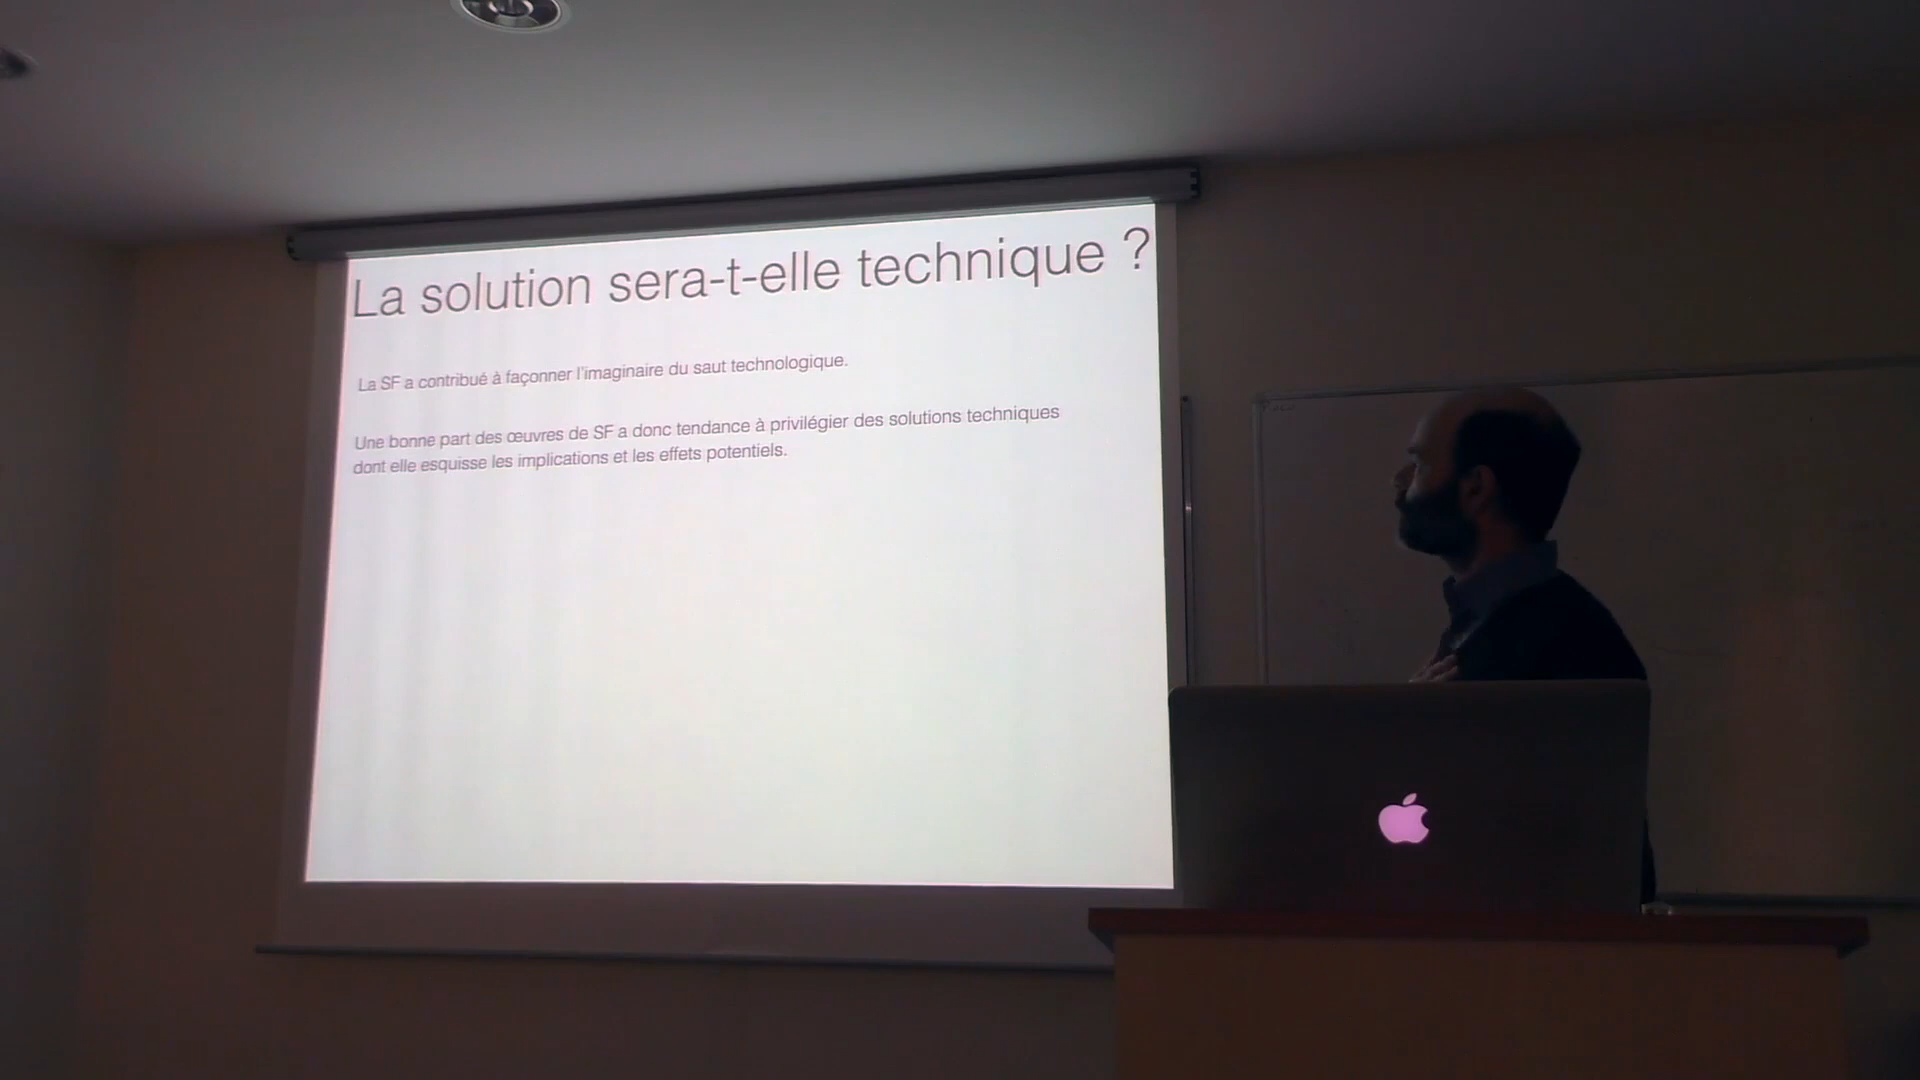 La solution sera-t-elle technique ?
La SF a contribué à façonner l'imaginaire du saut technologique.
Une bonne part des œuvres de SF a donc tendance à privilégier des solutions techniques
dont elle esquisse les implications et les effets potentiels.